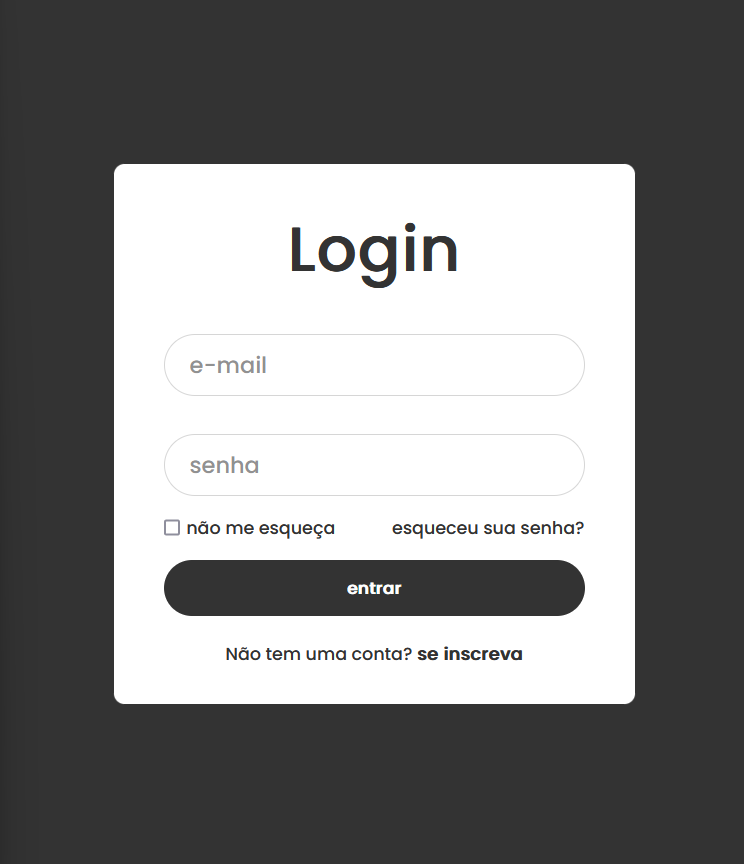 Login
e-mail
senha
não me esqueça esqueceu sua senha?
entrar
Não tem uma conta? se inscreva